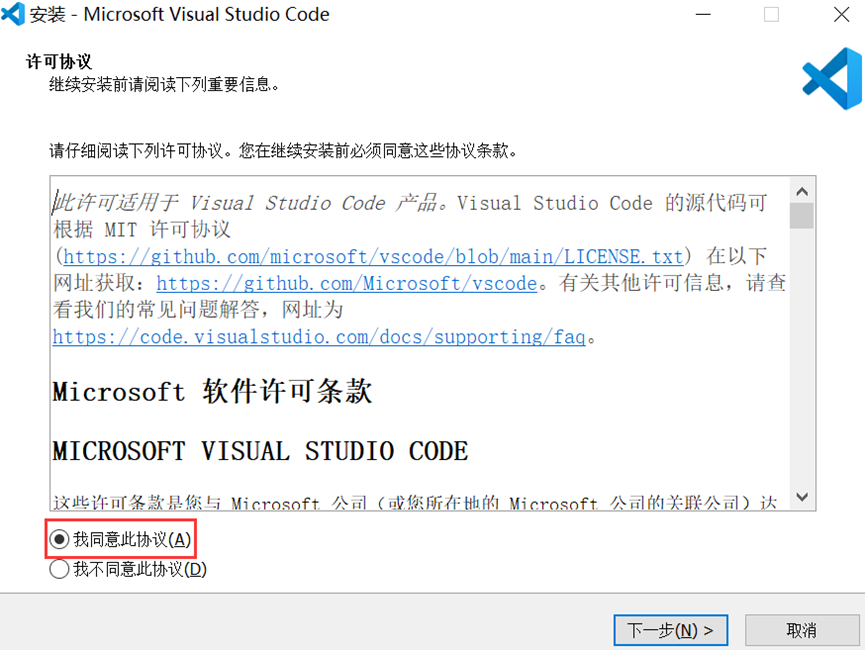 安装 - Microsoft Visual Studio Code
许可协议
继续安装前请阅读下列重要信息。
请仔细阅读下列许可协议。您在继续安装前必须同意这些协议条款。
此许可适用于 Visual Studio Code 产品。Visual Studio Code 的源代码可
根据 MIT 许可协议
(https://github.com/microsoft/vscode/blob/main/LICENSE.txt) 在以下
网址获取：https://github.com/Microsoft/vscode。有关其他许可信息，请查
看我们的常见问题解答，网址为
https://code.visualstudio.com/docs/supporting/faq。
Microsoft 软件许可条款
MICROSOFT VISUAL STUDIO CODE
这些许可条款是您与 Microsoft 公司（或您所在地的 Microsoft 公司的关联公司）达
我同意此协议(A)
我不同意此协议(D)
下一步(N) >
取消